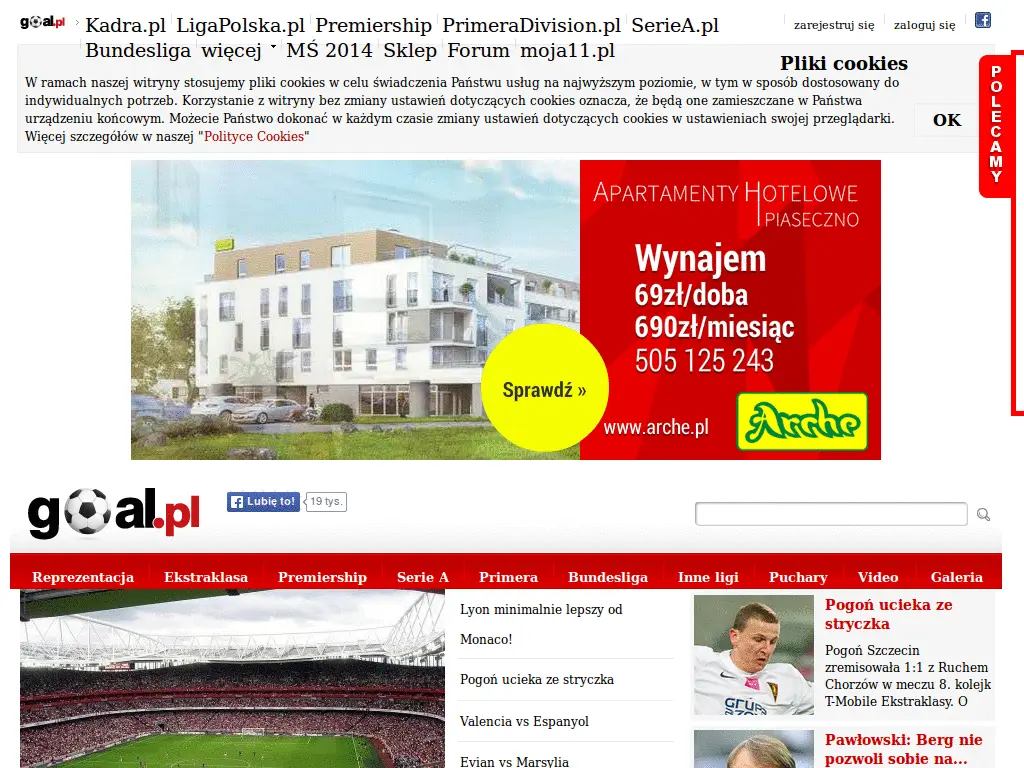 goal.pl
Kadra.pl LigaPolska.pl Premiership PrimeraDivision.pl SerieA.pl
zarejestruj się zaloguj się
Bundesliga więcej MŚ 2014 Sklep Forum moja11.pl
Pliki cookies
W ramach naszej witryny stosujemy pliki cookies w celu świadczenia Państwu usług na najwyższym poziomie, w tym w sposób dostosowany do
indywidualnych potrzeb. Korzystanie z witryny bez zmiany ustawień dotyczących cookies oznacza, że będą one zamieszczane w Państwa
urządzeniu końcowym. Możecie Państwo dokonać w każdym czasie zmiany ustawień dotyczących cookies w ustawieniach swojej przeglądarki.
Więcej szczegółów w naszej "Polityce Cookies"
OK
POLECAMY
APARTAMENTY HOTELOWE
PIASECZNO
Wynajem
69zł/doba
690zł/miesiąc
505 125 243
Sprawdź »
www.arche.pl
Arche
goal.pl
Lubię to! 19 tys.
Reprezentacja Ekstraklasa Premiership Serie A Primera Bundesliga Inne ligi Puchary Video Galeria
Lyon minimalnie lepszy od
Monaco!
Pogoń ucieka ze stryczka
Valencia vs Espanyol
Evian vs Marsylia
Pogoń ucieka ze
stryczka
Pogoń Szczecin
zremisowała 1:1 z Ruchem
Chorzów w meczu 8. kolejk
T-Mobile Ekstraklasy. O
Pawłowski: Berg nie
pozwoli sobie na...